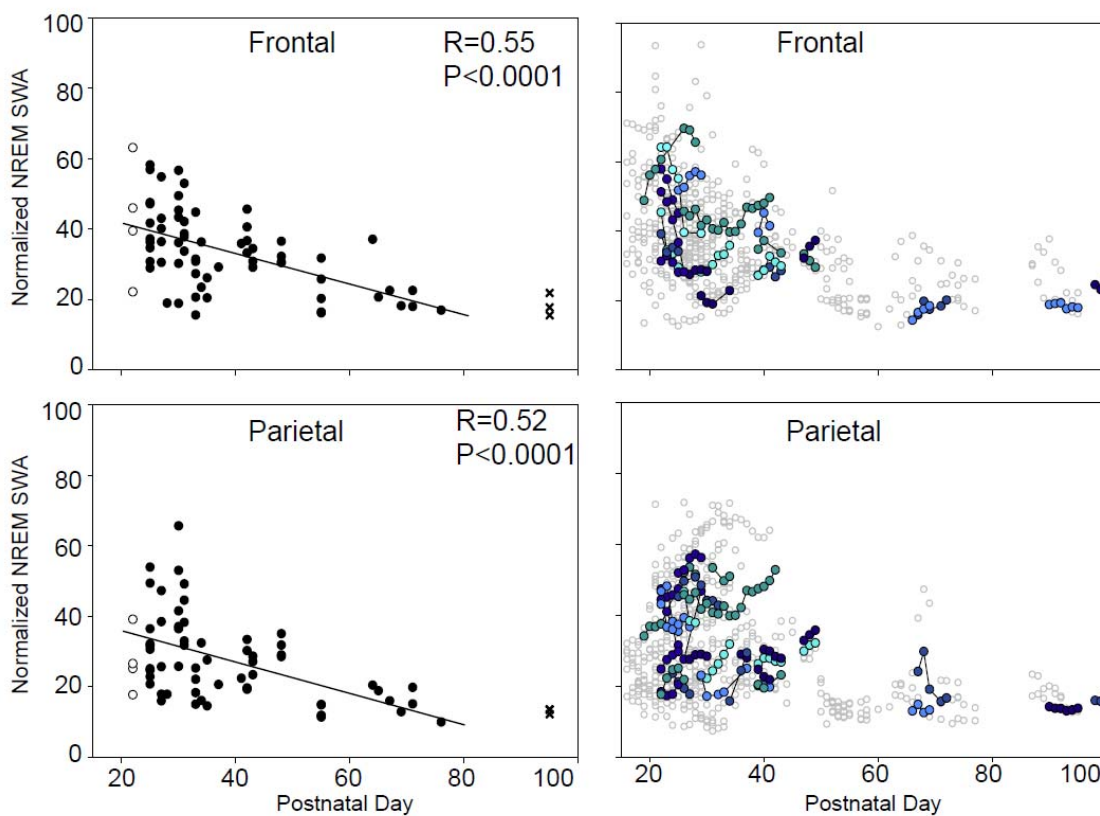 Frontal
R=0.55
P<0.0001
Normalized NREM SWA
100
80
60
40
20
0
Frontal
Parietal
R=0.52
P<0.0001
Normalized NREM SWA
100
80
60
40
20
0
20 40 60 80 100
Postnatal Day
Parietal
20 40 60 80 100
Postnatal Day